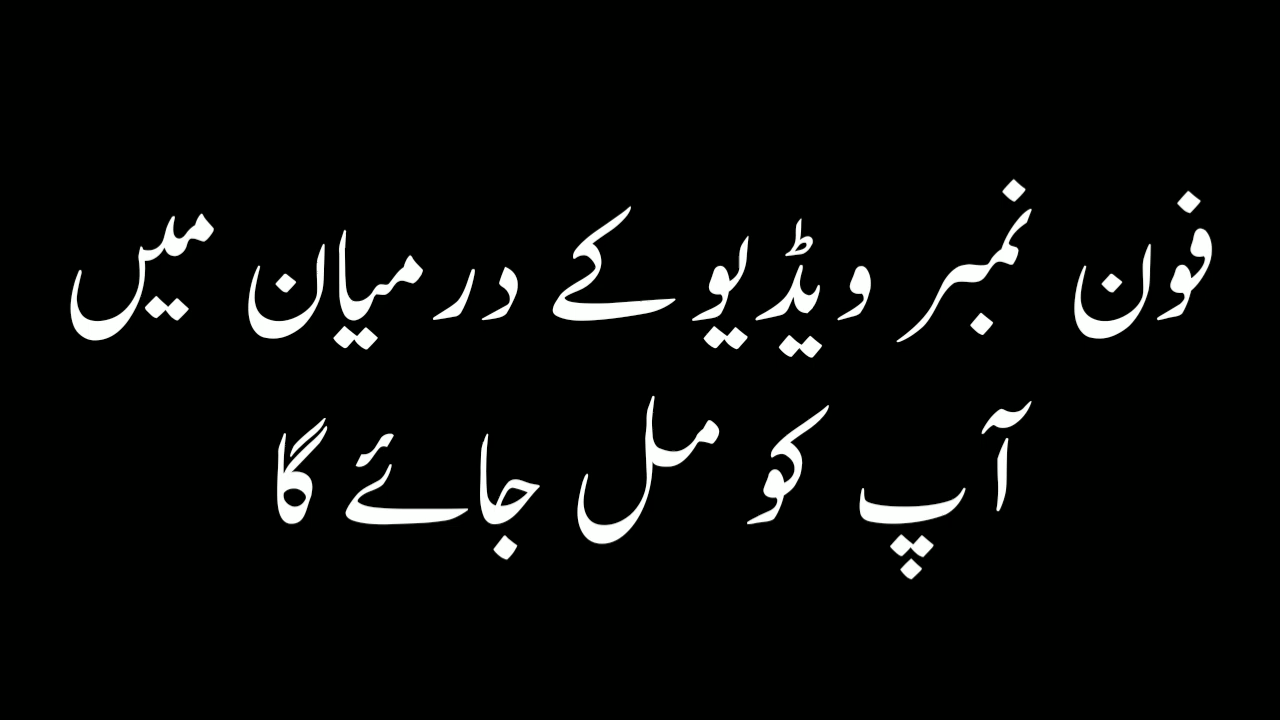 فون نمبر ویڈیو کے درمیان میں
آپ کو مل جائے گا